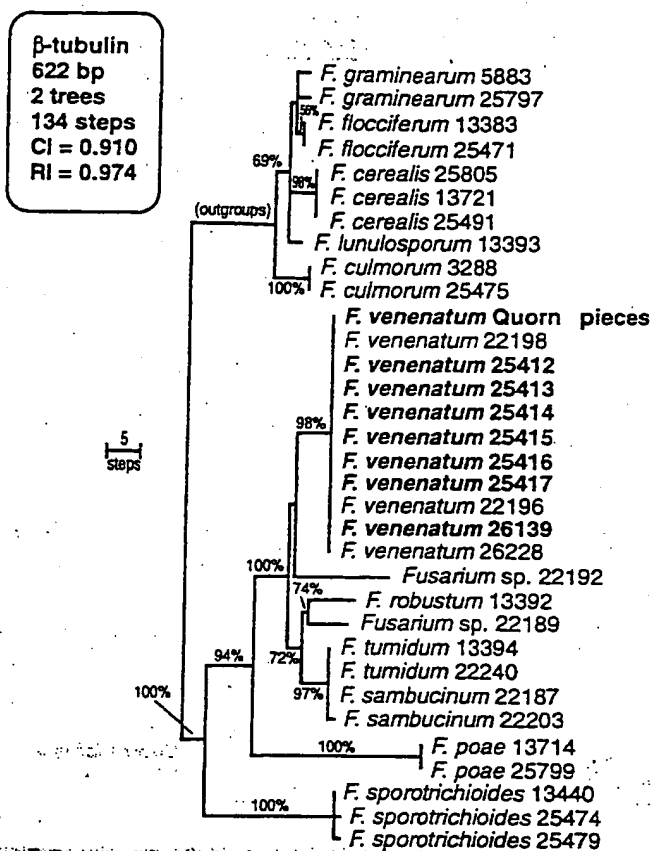 β-tubulin
622 bp
2 trees
134 steps
CI = 0.910
RI = 0.974
F. graminearum 5883
F. graminearum 25797
56%
F. flocciferum 13383
F. flocciferum 25471
69%
F. cerealis 25805
98%
F. cerealis 13721
F. cerealis 25491
(outgroups)
F. lunulosporum 13393
F. culmorum 3288
100%
F. culmorum 25475
F. venenatum Quorn pieces
F. venenatum 22198
F. venenatum 25412
F. venenatum 25413
F. venenatum 25414
98%
F. venenatum 25415
5
steps
F. venenatum 25416
F. venenatum 25417
F. venenatum 22196
F. venenatum 26139
F. venenatum 26228
100%
Fusarium sp. 22192
74%
F. robustum 13392
Fusarium sp. 22189
F. tumidum 13394
94%
72%
F. tumidum 22240
97%
F. sambucinum 22187
100%
F. sambucinum 22203
100%
F. poae 13714
F. poae 25799
F. sporotrichioides 13440
100%
F. sporotrichioides 25474
F. sporotrichioides 25479